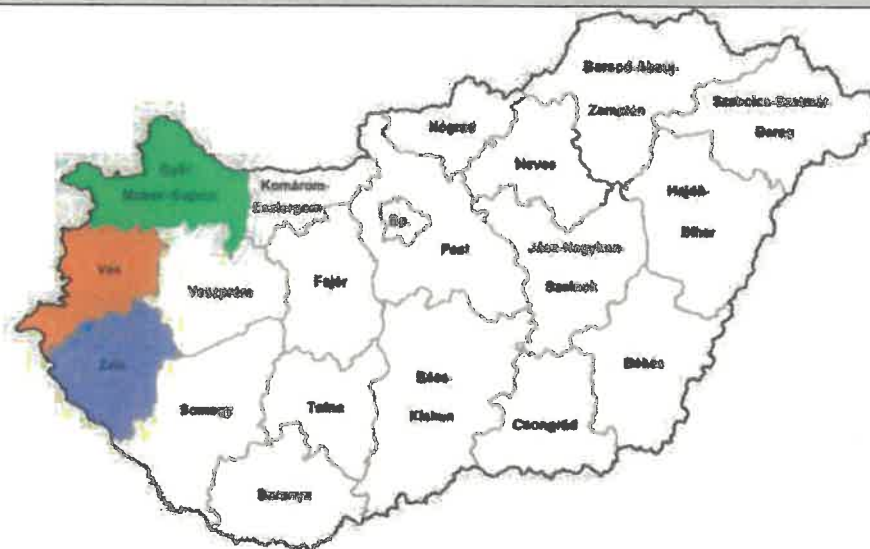 Borsod-Abaúj-
Zemplén
Szabolcs-Szatmár
Bereg
Nógrád
Heves
Győr
Moson-Sopron
Komárom-
Esztergom
Hajdú-
Bihar
Bp.
Pest
Jász-Nagykun
Szolnok
Vas
Veszprém
Fejér
Zala
Bács-
Kiskun
Békés
Somogy
Tolna
Csongrád
Baranya